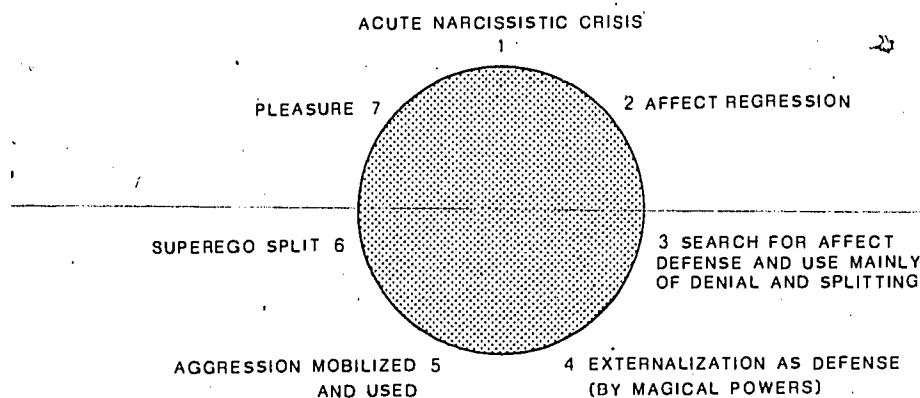 ACUTE NARCISSISTIC CRISIS
1
2 AFFECT REGRESSION
3 SEARCH FOR AFFECT
DEFENSE AND USE MAINLY
OF DENIAL AND SPLITTING
4 EXTERNALIZATION AS DEFENSE
(BY MAGICAL POWERS)
AGGRESSION MOBILIZED 5
AND USED
SUPEREGO SPLIT 6
PLEASURE 7